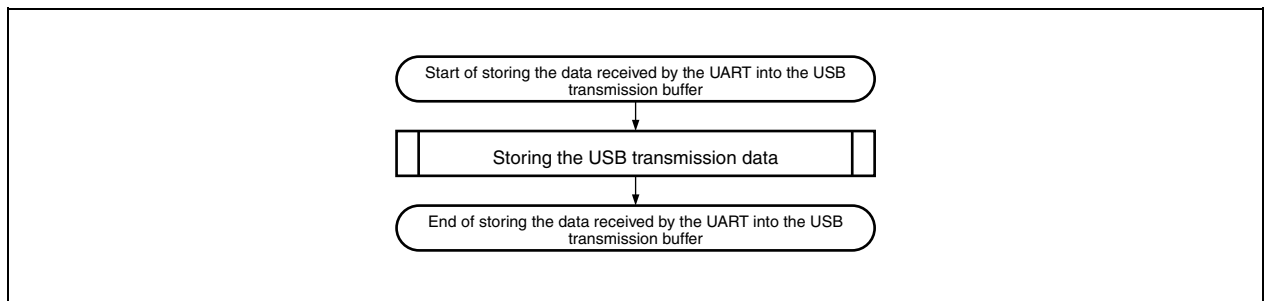 Start of storing the data received by the UART into the USB
transmission buffer
Storing the USB transmission data
End of storing the data received by the UART into the USB
transmission buffer